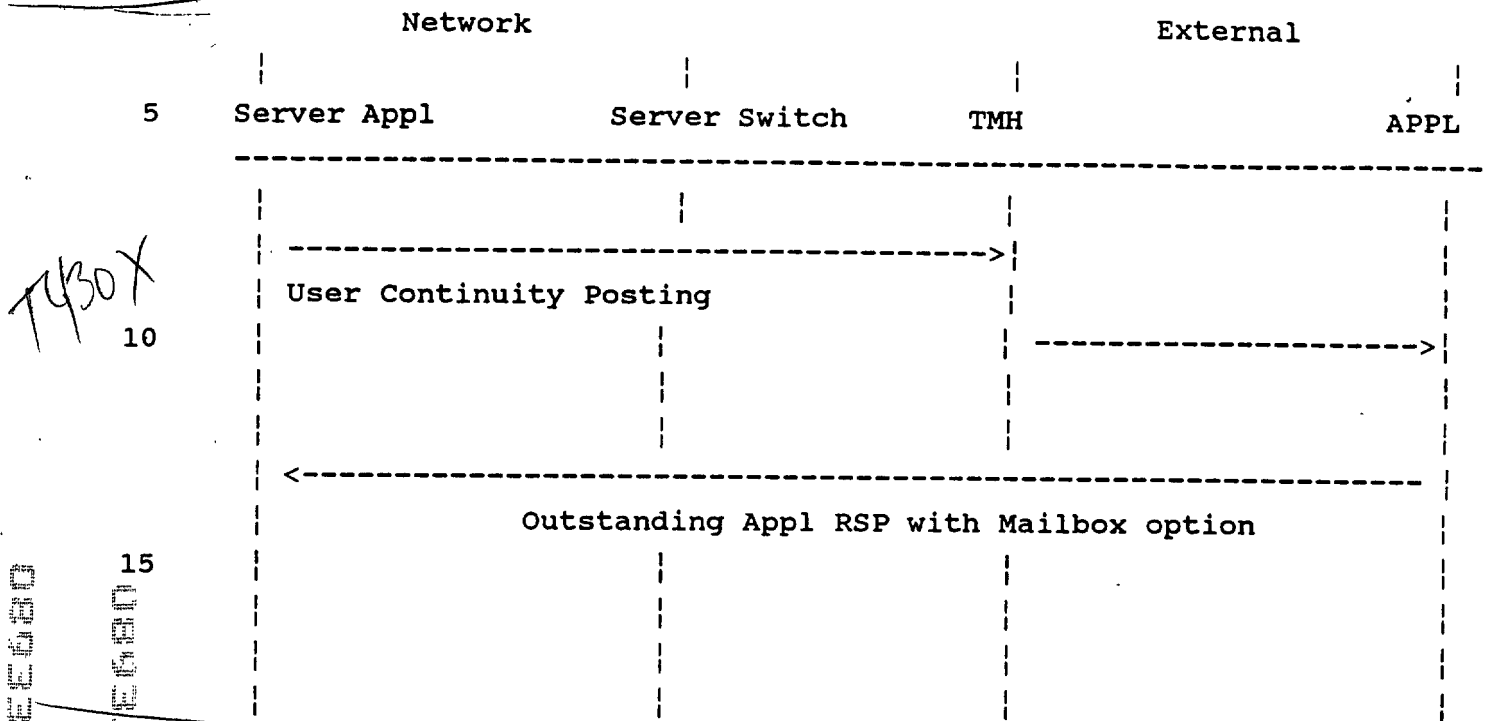 Network External
5 Server Appl Server Switch TMH APPL
User Continuity Posting
10
Outstanding Appl RSP with Mailbox option
15